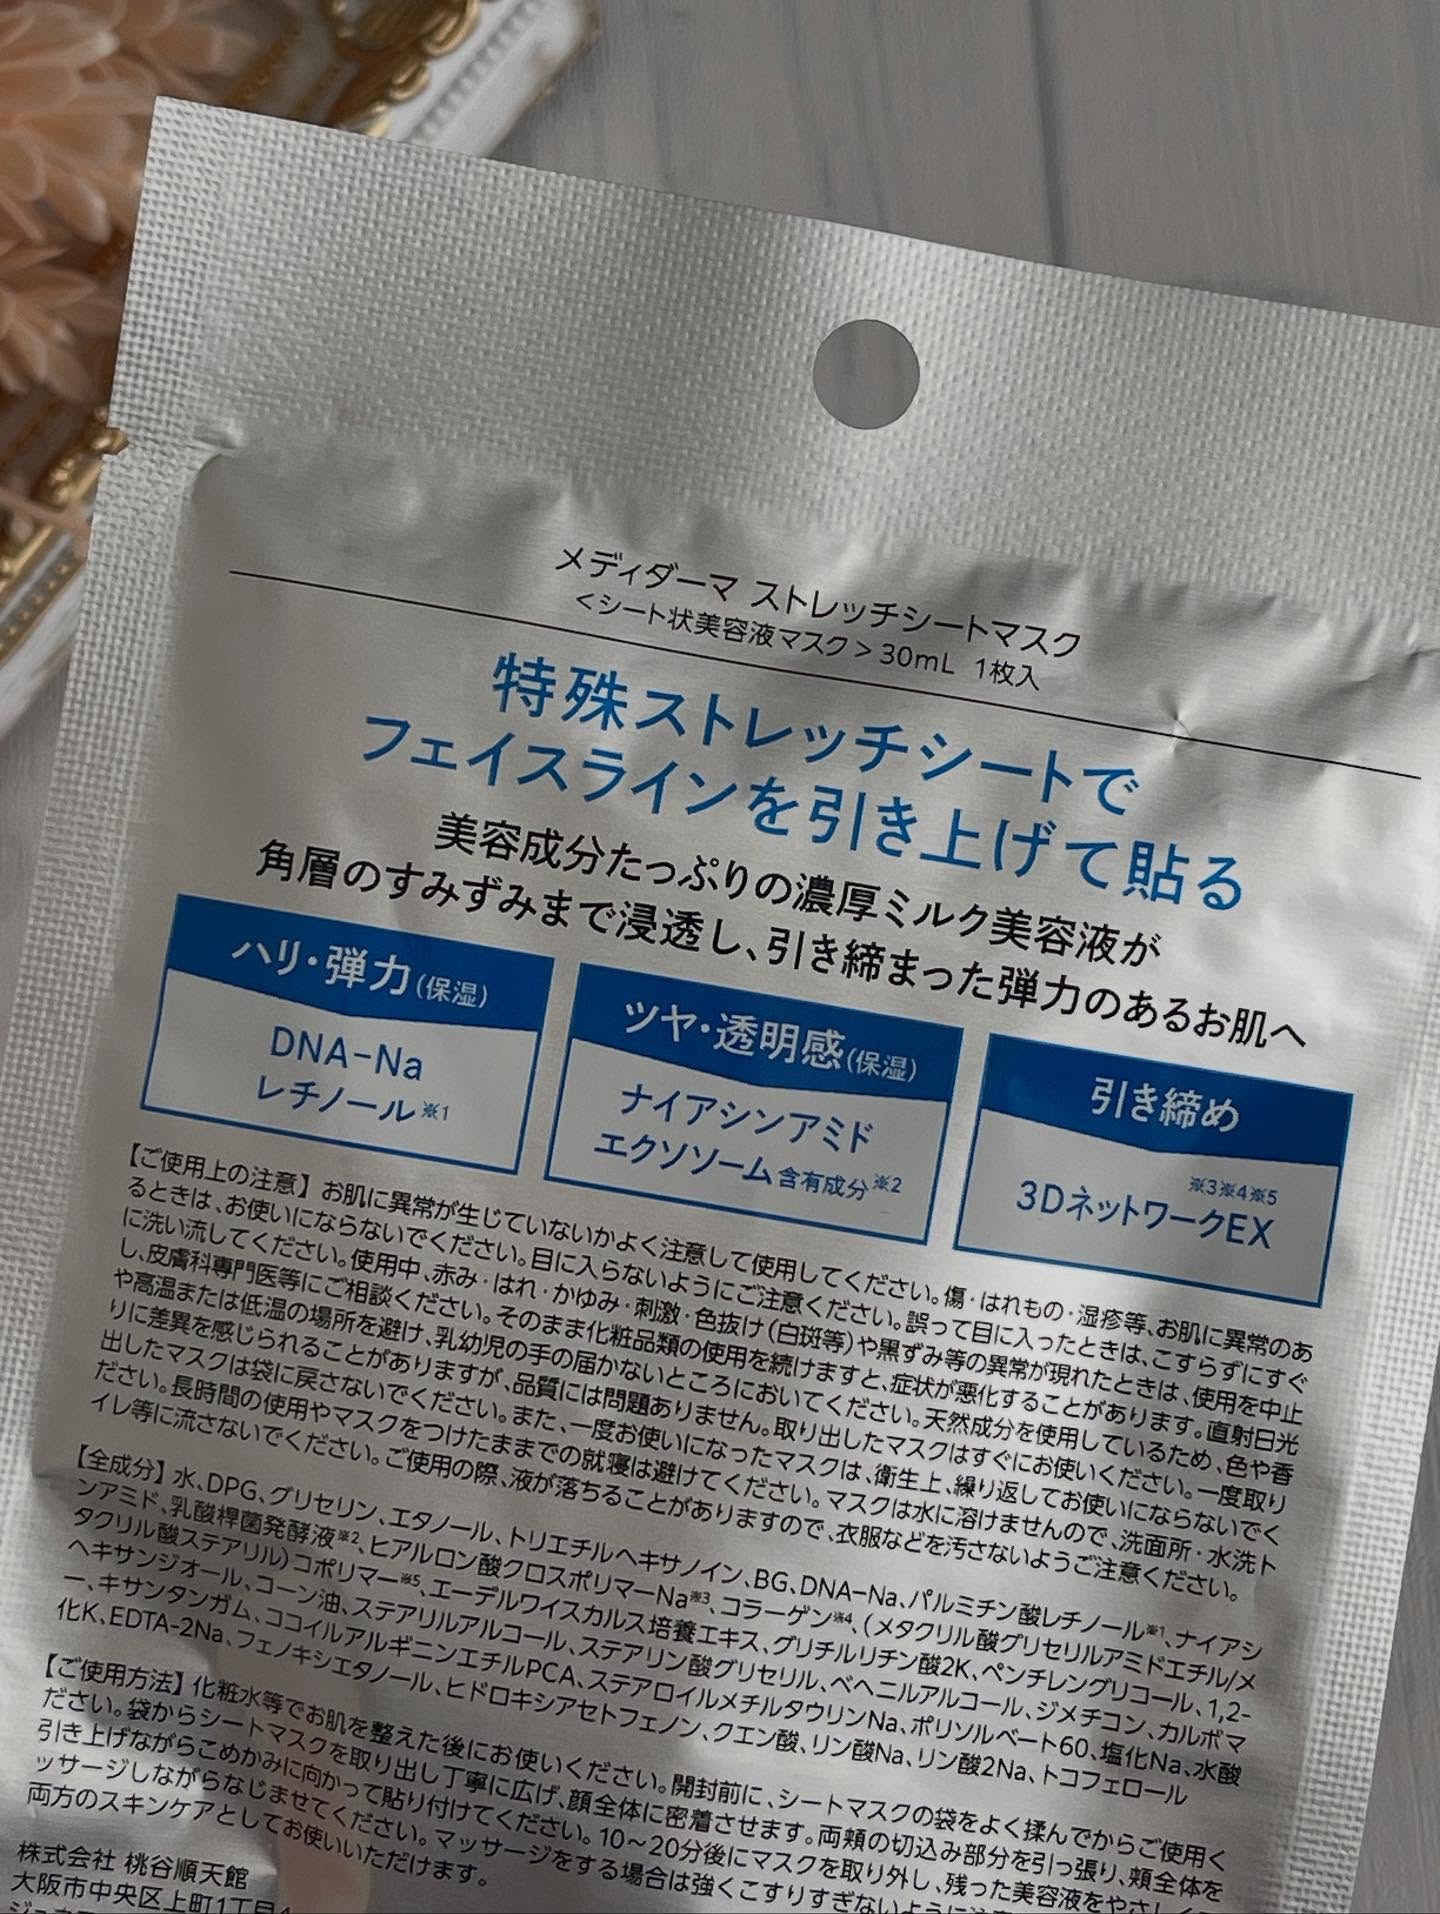 メディダーマ ストレッチシートマスク
<シート状美容液マスク> 30mL 1枚入
特殊ストレッチシートで
フェイスラインを引き上げて貼る
美容成分たっぷりの濃厚ミルク美容液が
角層のすみずみまで浸透し、引き締まった弾力のあるお肌へ
ハリ・弾力(保湿)
DNA-Na
レチノール※1
ツヤ・透明感(保湿)
ナイアシンアミド
エクソソーム含有成分※2
引き締め
※3※4※5
3DネットワークEX
【ご使用上の注意】お肌に異常が生じていないかよく注意して使用してください。傷・はれもの・湿疹等、お肌に異常のあ
るときは、お使いにならないでください。目に入らないようにご注意ください。誤って目に入ったときは、こすらずにすぐ
に洗い流してください。使用中、赤み・はれ・かゆみ・刺激・色抜け(白斑等)や黒ずみ等の異常が現れたときは、使用を中止
し、皮膚科専門医等にご相談ください。そのまま化粧品類の使用を続けますと、症状が悪化することがあります。直射日光
や高温または低温の場所を避け、乳幼児の手の届かないところにおいてください。天然成分を使用しているため、色や香
りに差異を感じられることがありますが、品質には問題ありません。取り出したマスクはすぐにお使いください。一度取り
出したマスクは袋に戻さないでください。また、一度お使いになったマスクは、衛生上、繰り返してお使いにならないでく
ださい。長時間の使用やマスクをつけたままでの就寝は避けてください。マスクは水に溶けませんので、洗面所・水洗ト
イレ等に流さないでください。ご使用の際、液が落ちることがありますので、衣服などを汚さないようご注意ください。
【全成分】水、DPG、グリセリン、エタノール、トリエチルヘキサノイン、BG、DNA-Na、パルミチン酸レチノール※1、ナイアシ
ンアミド、乳酸桿菌発酵液※2、ヒアルロン酸クロスポリマーNa※3、コラーゲン※4、(メタクリル酸グリセリルアミドエチル/メ
タクリル酸ステアリル)コポリマー※5、エーデルワイスカルス培養エキス、グリチルリチン酸2K、ペンチレングリコール、1,2-
ヘキサンジオール、コーン油、ステアリルアルコール、ステアリン酸グリセリル、ベヘニルアルコール、ジメチコン、カルボマ
ー、キサンタンガム、ココイルアルギニンエチルPCA、ステアロイルメチルタウリンNa、ポリソルベート60、塩化Na、水酸
化K、EDTA-2Na、フェノキシエタノール、ヒドロキシアセトフェノン、クエン酸、リン酸Na、リン酸2Na、トコフェロール
【ご使用方法】化粧水等でお肌を整えた後にお使いください。開封前に、シートマスクの袋をよく揉んでからご使用く
ださい。袋からシートマスクを取り出し丁寧に広げ、顔全体に密着させます。両頬の切込み部分を引っ張り、頬全体を
引き上げながらこめかみに向かって貼り付けてください。10～20分後にマスクを取り外し、残った美容液をやさしく
ッサージしながらなじませてください。マッサージをする場合は強くこすりすぎないように
両方のスキンケアとしてお使いいただけます。
株式会社 桃谷順天館
大阪市中央区上町1丁目